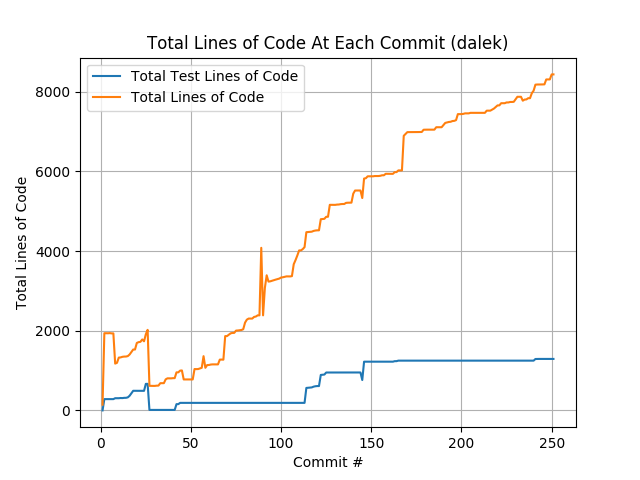 Total Lines of Code At Each Commit (dalek)
Total Test Lines of Code
Total Lines of Code
Total Lines of Code
8000
6000
4000
2000
0
0
50
100
150
200
250
Commit #